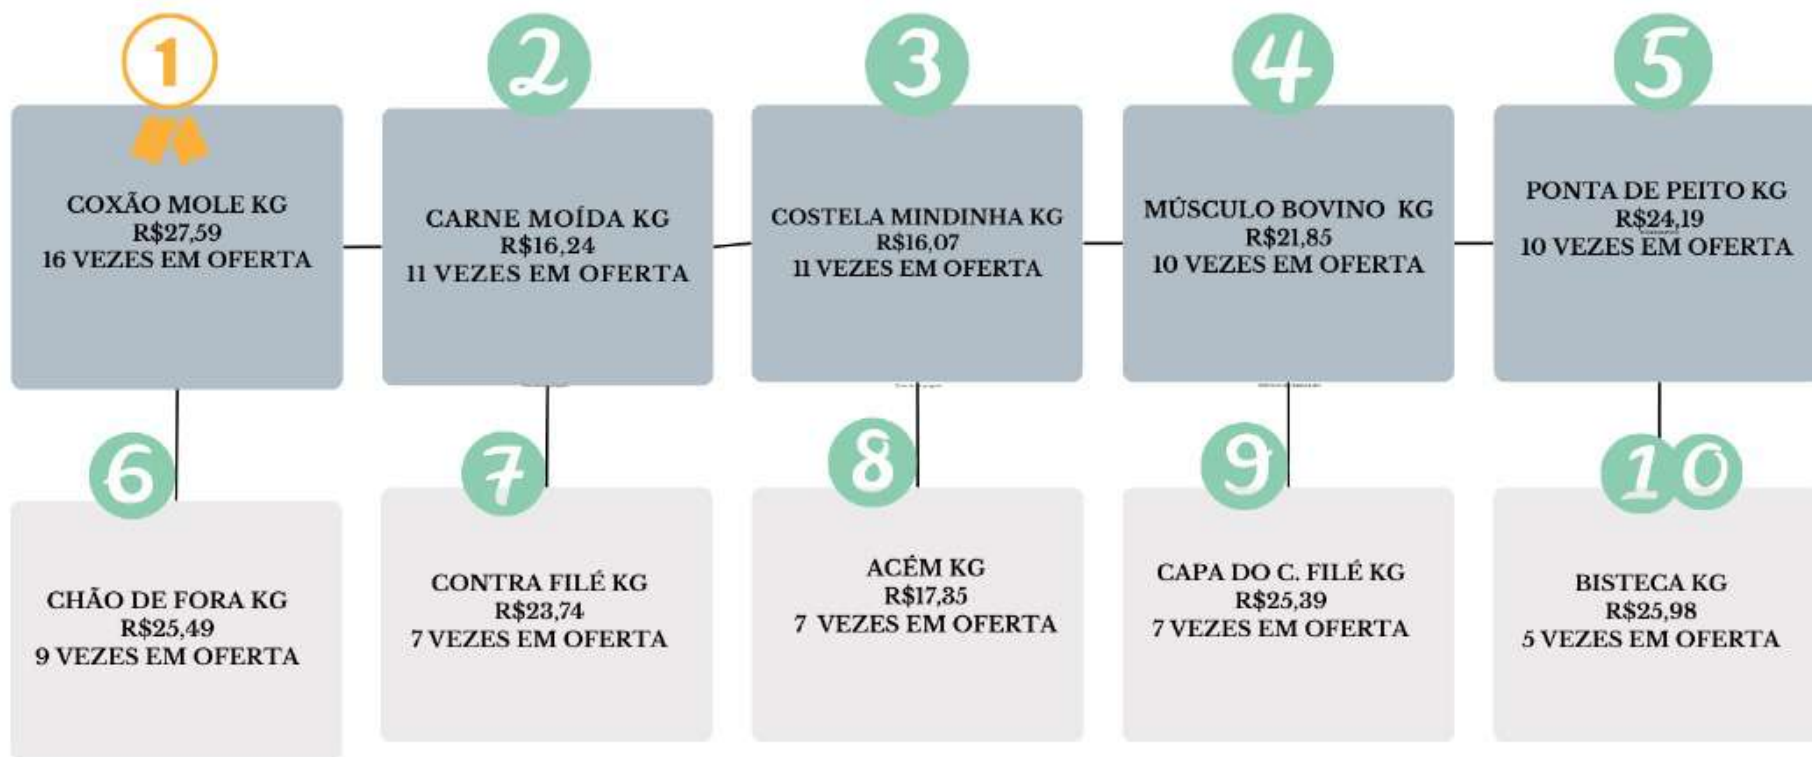 1
COXÃO MOLE KG
R$27,59
16 VEZES EM OFERTA
2
CARNE MOÍDA KG
R$16,24
11 VEZES EM OFERTA
3
COSTELA MINDINHA KG
R$16,07
11 VEZES EM OFERTA
4
MÚSCULO BOVINO KG
R$21,85
10 VEZES EM OFERTA
5
PONTA DE PEITO KG
R$24,19
10 VEZES EM OFERTA
6
CHÃO DE FORA KG
R$25,49
9 VEZES EM OFERTA
7
CONTRA FILÉ KG
R$23,74
7 VEZES EM OFERTA
8
ACÉM KG
R$17,35
7 VEZES EM OFERTA
9
CAPA DO C. FILÉ KG
R$25,39
7 VEZES EM OFERTA
10
BISTECA KG
R$25,98
5 VEZES EM OFERTA